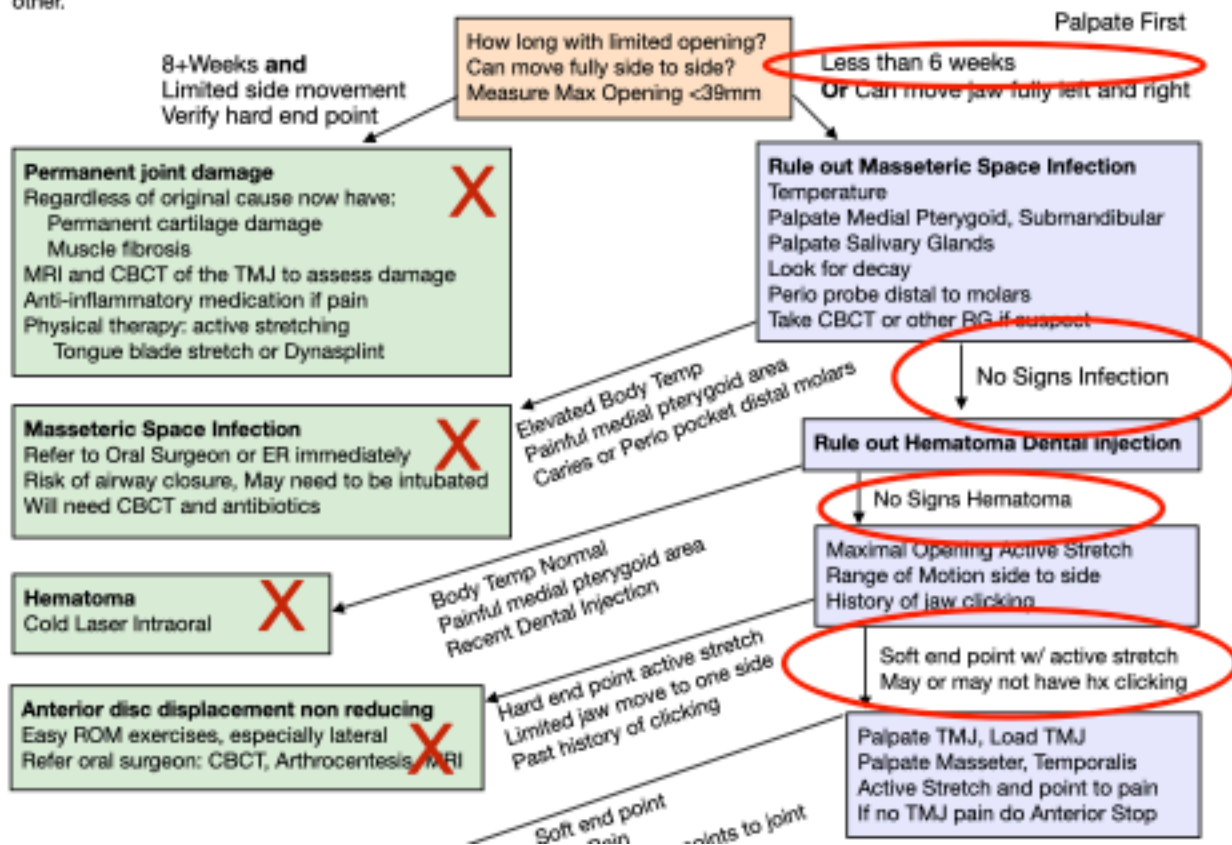 other.
Palpate First
How long with limited opening?
Can move fully side to side?
Measure Max Opening <39mm
8+Weeks and
Limited side movement
Verify hard end point
Less than 6 weeks
Or Can move jaw fully left and right
Permanent joint damage
Regardless of original cause now have:
Permanent cartilage damage
Muscle fibrosis
MRI and CBCT of the TMJ to assess damage
Anti-inflammatory medication if pain
Physical therapy: active stretching
Tongue blade stretch or Dynasplint
X
Rule out Masseteric Space Infection
Temperature
Palpate Medial Pterygoid, Submandibular
Palpate Salivary Glands
Look for decay
Perio probe distal to molars
Take CBCT or other RG if suspect
Elevated Body Temp
Painful medial pterygoid area
Caries or Perio pocket distal molars
No Signs Infection
Masseteric Space Infection
Refer to Oral Surgeon or ER immediately
Risk of airway closure, May need to be intubated
Will need CBCT and antibiotics
X
Rule out Hematoma Dental injection
Body Temp Normal
Painful medial pterygoid area
Recent Dental Injection
No Signs Hematoma
Hematoma
Cold Laser Intraoral
X
Maximal Opening Active Stretch
Range of Motion side to side
History of jaw clicking
Hard end point active stretch
Limited jaw move to one side
Past history of clicking
Soft end point w/ active stretch
May or may not have hx clicking
Anterior disc displacement non reducing
Easy ROM exercises, especially lateral
Refer oral surgeon: CBCT, Arthrocentesis, MRI
X
Palpate TMJ, Load TMJ
Palpate Masseter, Temporalis
Active Stretch and point to pain
If no TMJ pain do Anterior Stop
Soft end point
to joint